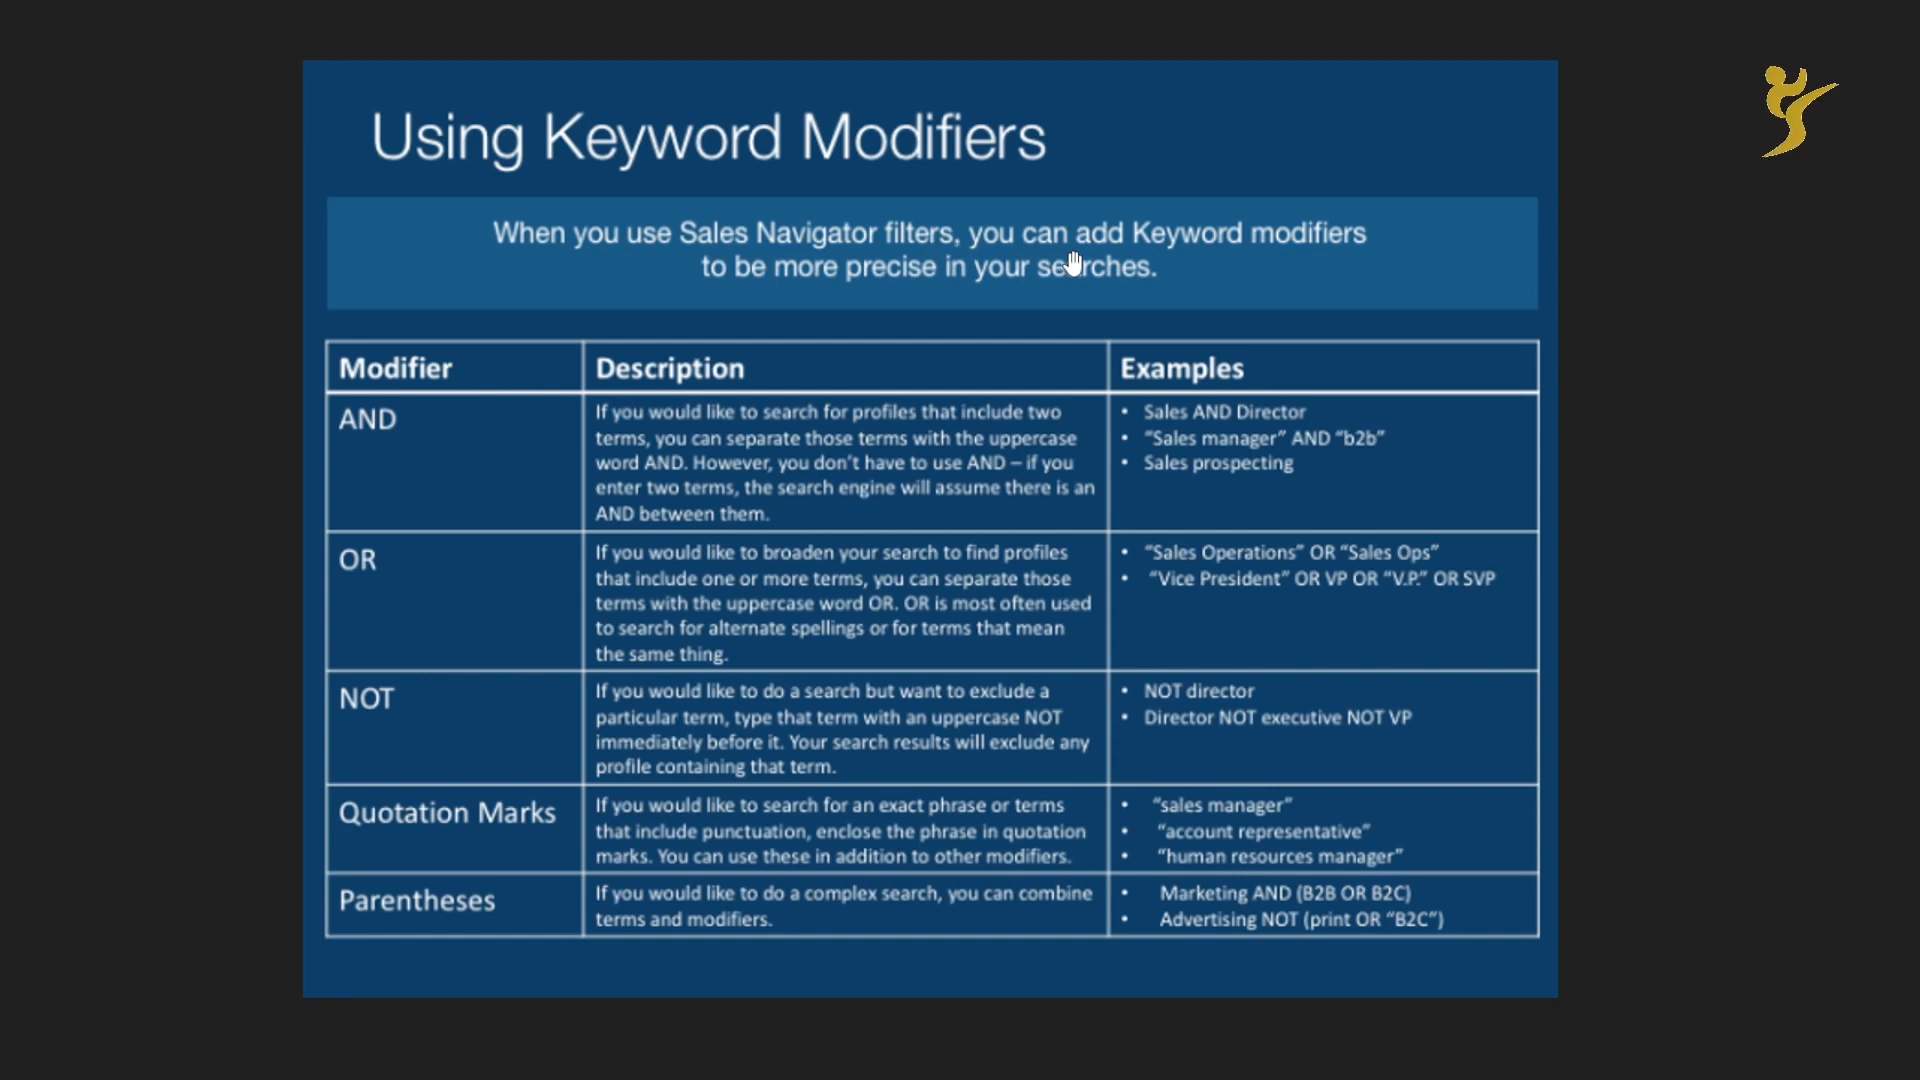 Using Keyword Modifiers
When you use Sales Navigator filters, you can add Keyword modifiers
to be more precise in your searches.
Modifier
Description
Examples
AND
If you would like to search for profiles that include two
terms, you can separate those terms with the uppercase
word AND. However, you don’t have to use AND – if you
enter two terms, the search engine will assume there is an
AND between them.
• Sales AND Director
• “Sales manager” AND “b2b”
• Sales prospecting
OR
If you would like to broaden your search to find profiles
that include one or more terms, you can separate those
terms with the uppercase word OR. OR is most often used
to search for alternate spellings or for terms that mean
the same thing.
• “Sales Operations” OR “Sales Ops”
• “Vice President” OR VP OR “V.P.” OR SVP
NOT
If you would like to do a search but want to exclude a
particular term, type that term with an uppercase NOT
immediately before it. Your search results will exclude any
profile containing that term.
• NOT director
• Director NOT executive NOT VP
Quotation Marks
If you would like to search for an exact phrase or terms
that include punctuation, enclose the phrase in quotation
marks. You can use these in addition to other modifiers.
• “sales manager”
• “account representative”
• “human resources manager”
Parentheses
If you would like to do a complex search, you can combine
terms and modifiers.
• Marketing AND (B2B OR B2C)
• Advertising NOT (print OR “B2C”)